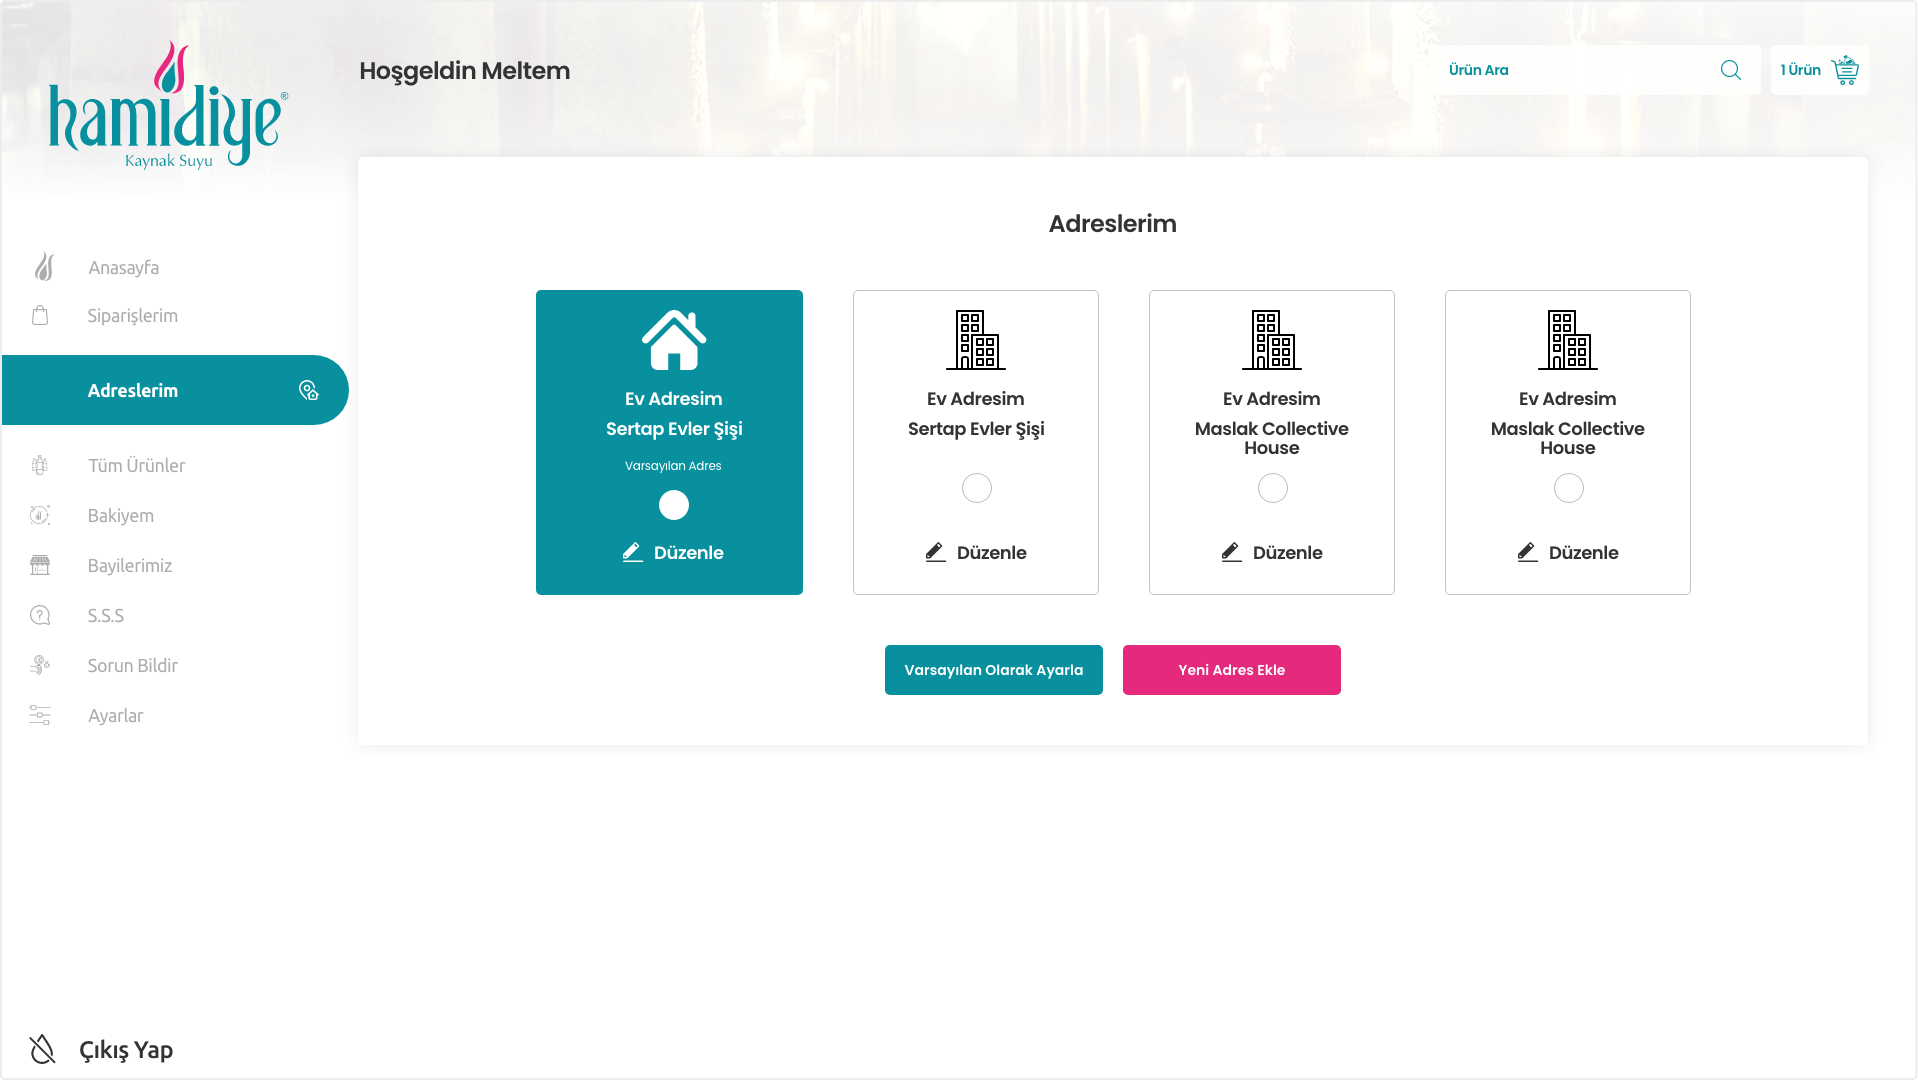 hamidiye®
Kaynak Suyu
Hoşgeldin Meltem
Ürün Ara
1 Ürün
Anasayfa
Siparişlerim
Adreslerim
Tüm Ürünler
Bakiyem
Bayilerimiz
S.S.S
Sorun Bildir
Ayarlar
Çıkış Yap
Adreslerim
Ev Adresim
Sertap Evler Şişi
Varsayılan Adres
Düzenle
Ev Adresim
Sertap Evler Şişi
Düzenle
Ev Adresim
Maslak Collective
House
Düzenle
Ev Adresim
Maslak Collective
House
Düzenle
Varsayılan Olarak Ayarla
Yeni Adres Ekle